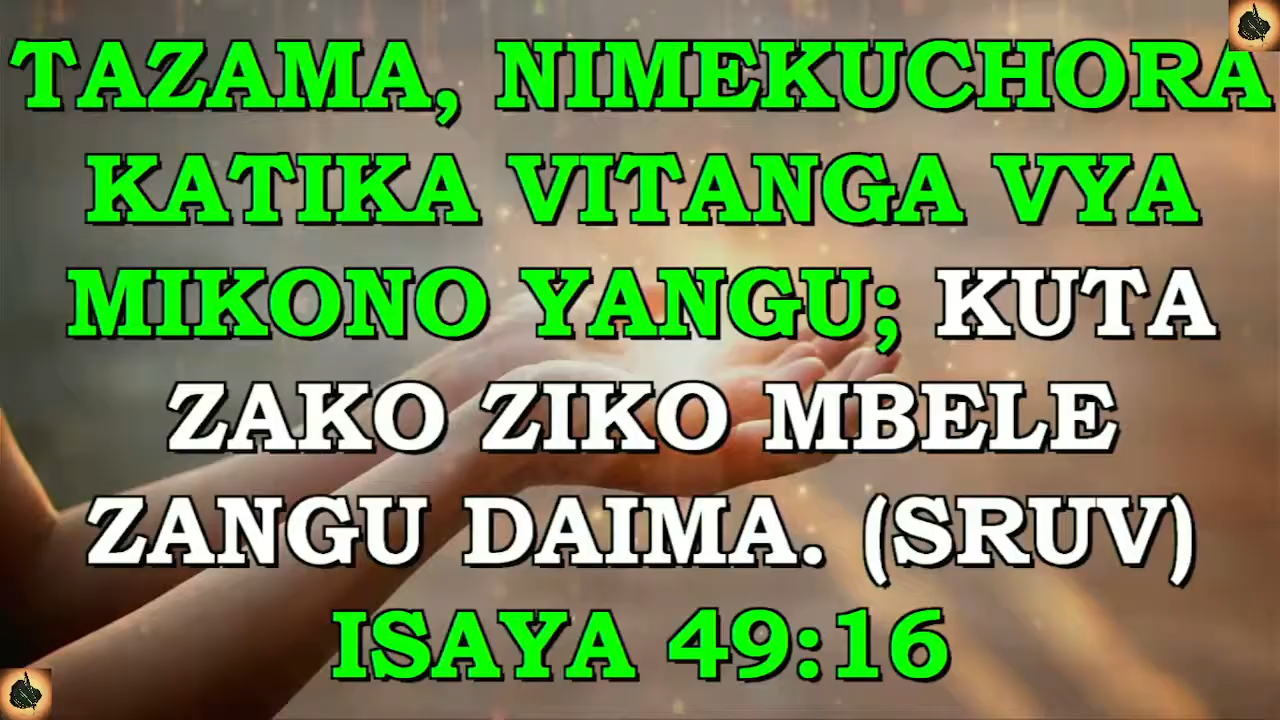 TAZAMA, NIMEKUCHORA
KATIKA VITANGA VYA
MIKONO YANGU; KUTA
ZAKO ZIKO MBELE
ZANGU DAIMA. (SRUV)
ISAYA 49:16